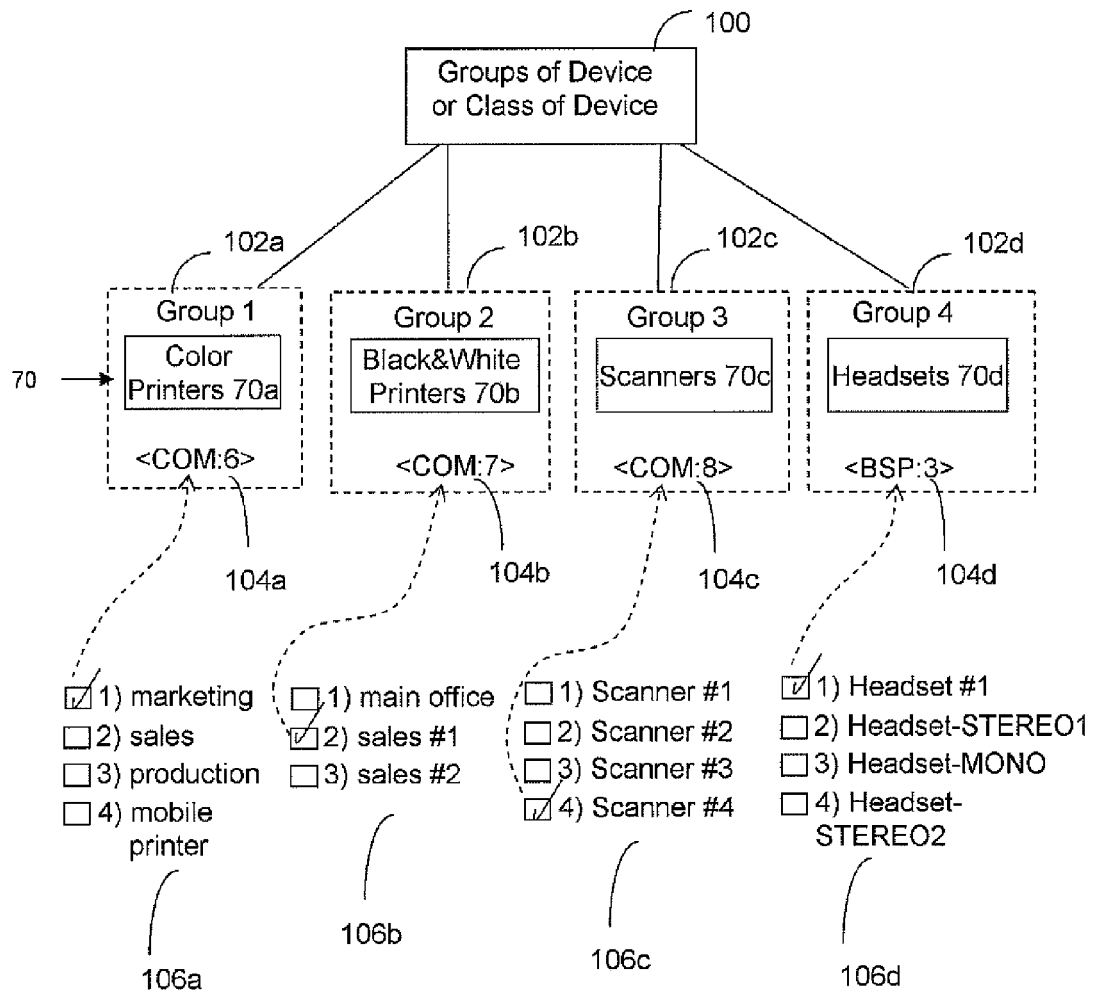 100
Groups of Device
or Class of Device
102a
102b
102c
102d
70
Group 1
Color
Printers 70a
<COM:6>
Group 2
Black&White
Printers 70b
<COM:7>
Group 3
Scanners 70c
<COM:8>
Group 4
Headsets 70d
<BSP:3>
104a
104b
104c
104d
1) marketing
2) sales
3) production
4) mobile
printer
1) main office
2) sales #1
3) sales #2
1) Scanner #1
2) Scanner #2
3) Scanner #3
4) Scanner #4
1) Headset #1
2) Headset-STEREO1
3) Headset-MONO
4) Headset-
STEREO2
106a
106b
106c
106d